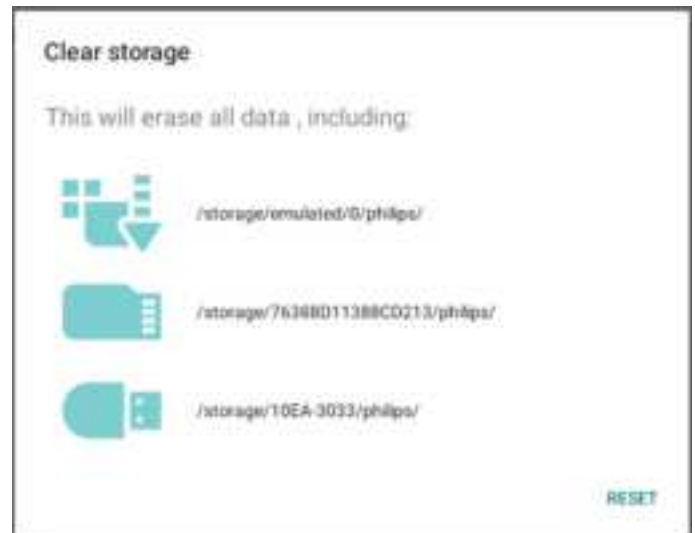 Clear storage
This will erase all data , including:
/storage/emulated/0/philips/
/storage/76388D11388CD213/philips/
/storage/10EA-3033/philips/
RESET